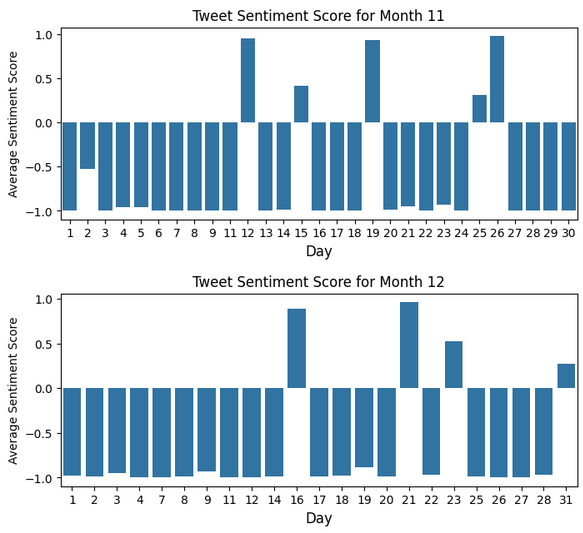 Tweet Sentiment Score for Month 11
Average Sentiment Score
1.0
0.5
0.0
−0.5
−1.0
1 2 3 4 5 6 7 8 9 11 12 13 14 15 16 17 18 19 20 21 22 23 24 25 26 27 28 29 30
Day
Tweet Sentiment Score for Month 12
Average Sentiment Score
1.0
0.5
0.0
−0.5
−1.0
1 2 3 4 7 8 9 11 12 14 16 17 18 19 20 21 22 23 25 26 27 28 31
Day